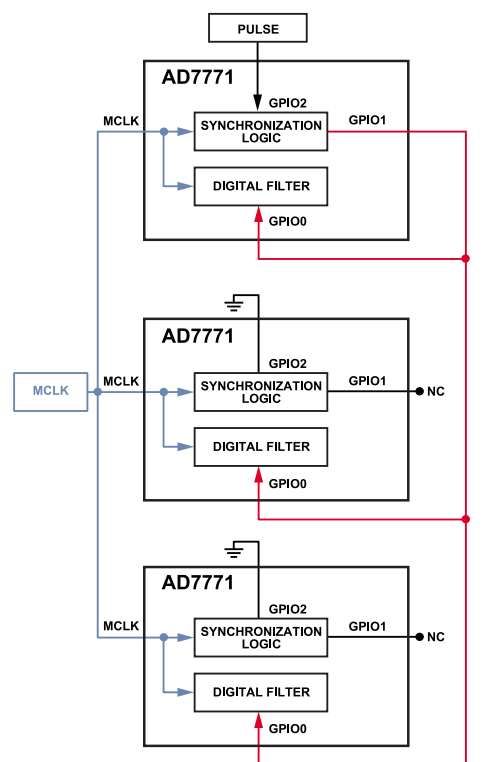 PULSE
AD7771
GPIO2
MCLK
SYNCHRONIZATION
LOGIC
GPIO1
DIGITAL FILTER
GPIO0
AD7771
GPIO2
MCLK
MCLK
SYNCHRONIZATION
LOGIC
GPIO1
NC
DIGITAL FILTER
GPIO0
AD7771
GPIO2
MCLK
SYNCHRONIZATION
LOGIC
GPIO1
NC
DIGITAL FILTER
GPIO0